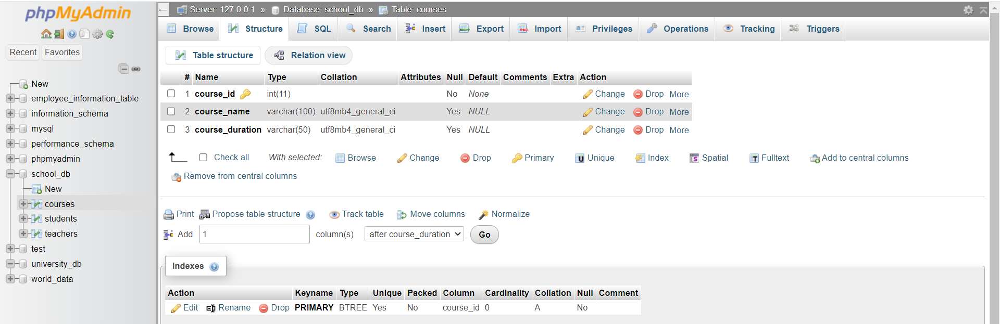 phpMyAdmin
Recent Favorites
New
employee_information_table
information_schema
mysql
performance_schema
phpmyadmin
school_db
New
courses
students
teachers
test
university_db
world_data
Server: 127.0.0.1 » Database: school_db » Table: courses
Browse Structure SQL Search Insert Export Import Privileges Operations Tracking Triggers
Table structure Relation view
# Name Type Collation Attributes Null Default Comments Extra Action
1 course_id int(11) No None Change Drop More
2 course_name varchar(100) utf8mb4_general_ci Yes NULL Change Drop More
3 course_duration varchar(50) utf8mb4_general_ci Yes NULL Change Drop More
Check all With selected: Browse Change Drop Primary Unique Index Spatial Fulltext Add to central columns
Remove from central columns
Print Propose table structure Track table Move columns Normalize
Add 1 column(s) after course_duration Go
Indexes
Action Keyname Type Unique Packed Column Cardinality Collation Null Comment
Edit Rename Drop PRIMARY BTREE Yes No course_id 0 A No